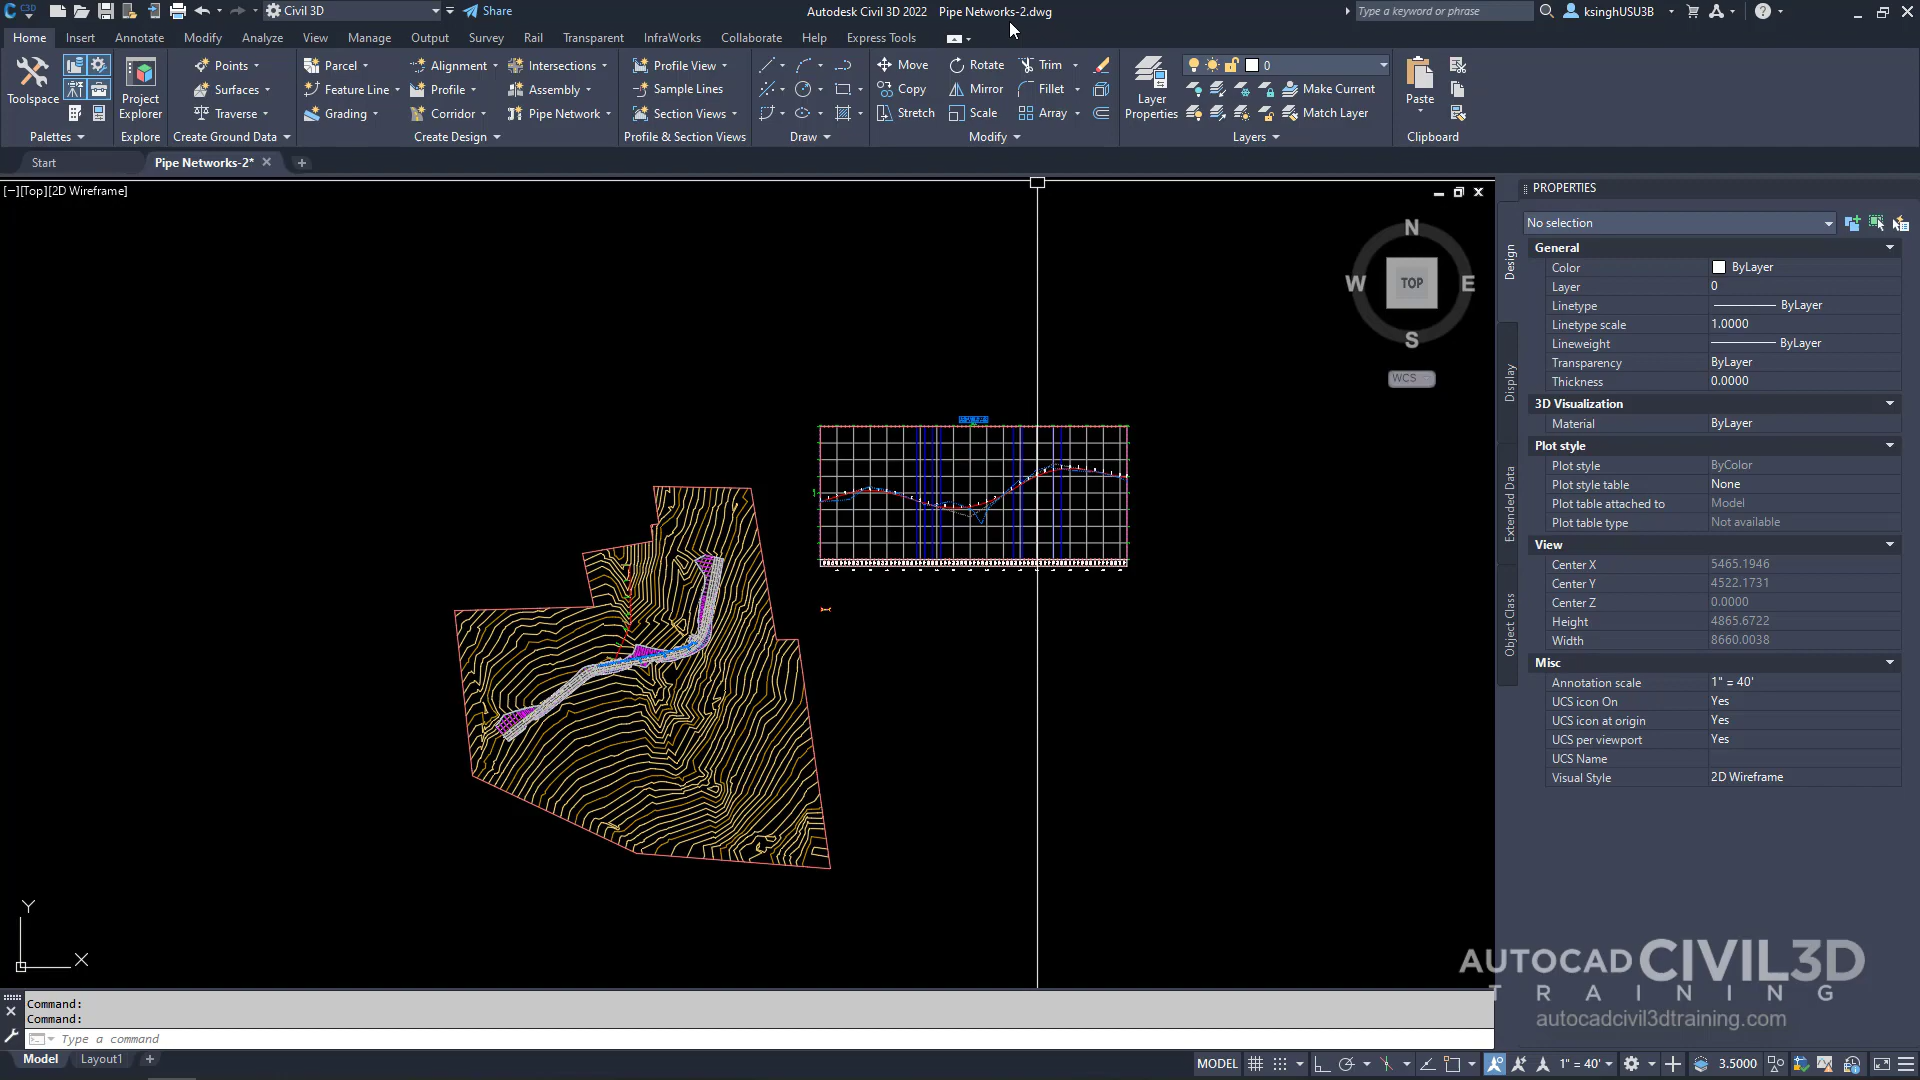 C3D
Civil 3D
Share
Autodesk Civil 3D 2022 Pipe Networks-2.dwg
Type a keyword or phrase
ksinghUSU3B
Home Insert Annotate Modify Analyze View Manage Output Survey Rail Transparent InfraWorks Collaborate Help Express Tools
Points Parcel Alignment Intersections Profile View Move Rotate Trim 0
Surfaces Feature Line Profile Assembly Sample Lines Copy Mirror Fillet Make Current
Traverse Grading Corridor Pipe Network Section Views Stretch Scale Array Match Layer
Toolspace
Project Explorer
Layer Properties
Paste
Palettes Explore Create Ground Data Create Design Profile & Section Views Draw Modify Layers Clipboard
Start Pipe Networks-2*
[−][Top][2D Wireframe]
N
W TOP E
S
WCS
PROPERTIES
No selection
Design
Display
Extended Data
Object Class
General
Color ByLayer
Layer 0
Linetype ByLayer
Linetype scale 1.0000
Lineweight ByLayer
Transparency ByLayer
Thickness 0.0000
3D Visualization
Material ByLayer
Plot style
Plot style ByColor
Plot style table None
Plot table attached to Model
Plot table type Not available
View
Center X 5465.1946
Center Y 4522.1731
Center Z 0.0000
Height 4865.6722
Width 8660.0038
Misc
Annotation scale 1" = 40'
UCS icon On Yes
UCS icon at origin Yes
UCS per viewport Yes
UCS Name
Visual Style 2D Wireframe
Y
X
AUTOCAD CIVIL3D
TRAINING
autocadcivil3dtraining.com
Command:
Command:
Type a command
Model Layout1
MODEL 1" = 40' 3.5000